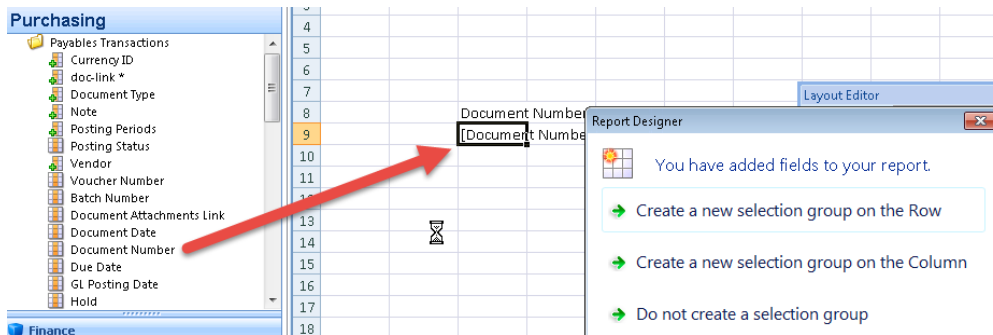 Purchasing
Payables Transactions
Currency ID
doc-link *
Document Type
Note
Posting Periods
Posting Status
Vendor
Voucher Number
Batch Number
Document Attachments Link
Document Date
Document Number
Due Date
GL Posting Date
Hold
Finance
4
5
6
7
8
9
10
11
13
14
15
16
17
18
Document Number
[Document Numbe
Layout Editor
Report Designer
You have added fields to your report.
Create a new selection group on the Row
Create a new selection group on the Column
Do not create a selection group